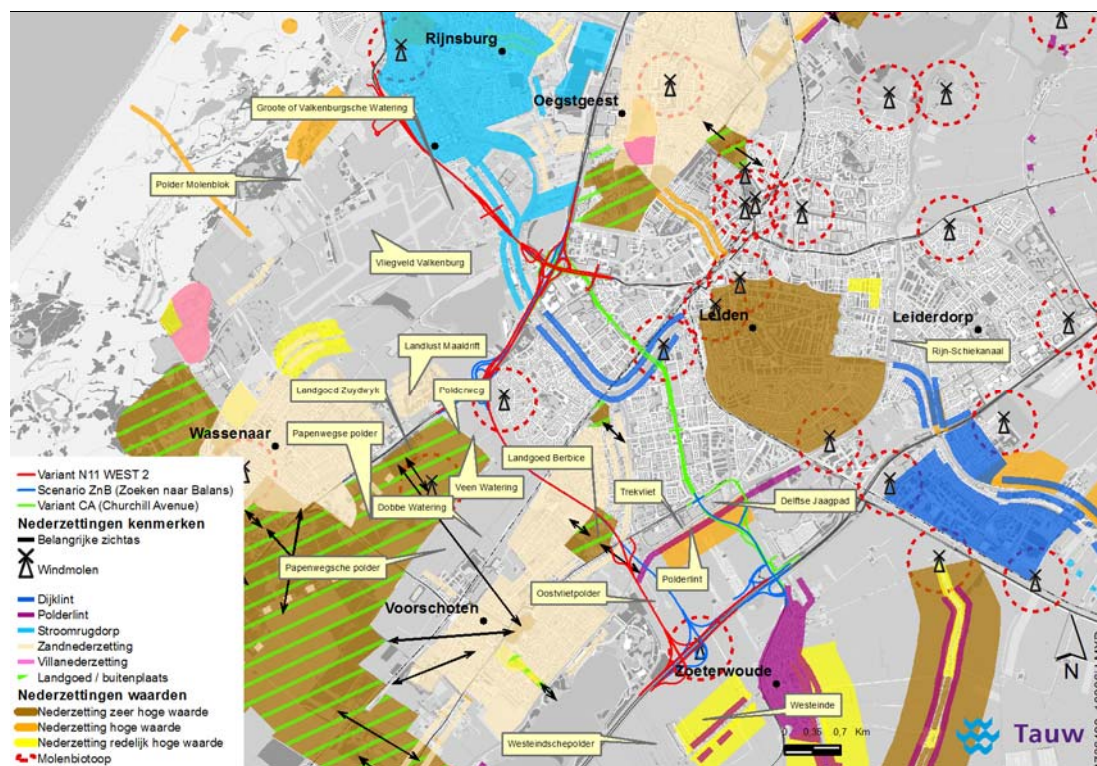 Rijnsburg
Groote of Valkenburgsche Watering
Oegstgeest
Polder Molenblok
Vliegveld Valkenburg
Leiden
Leiderdorp
Rijn-Schiekanaal
Landlust Maaldrift
Landgoed Zuydwyk
Polderweg
Papenwegse polder
Wassenaar
Landgoed Berbice
Veen Watering
Trekvliet
Delftse Jaagpad
Dobbe Watering
Papenwegsche polder
Polderlint
Oostvlietpolder
Voorschoten
Zoeterwoude
Westeinde
Westeindschepolder
Variant N11 WEST 2
Scenario ZnB (Zoeken naar Balans)
Variant CA (Churchill Avenue)
Nederzettingen kenmerken
Belangrijke zichtas
Windmolen
Dijklint
Polderlint
Stroomrugdorp
Zandnederzetting
Villanederzetting
Landgoed / buitenplaats
Nederzettingen waarden
Nederzetting zeer hoge waarde
Nederzetting hoge waarde
Nederzetting redelijk hoge waarde
Molenbiotoop
0 0,35 0,7 Km
N
Tauw